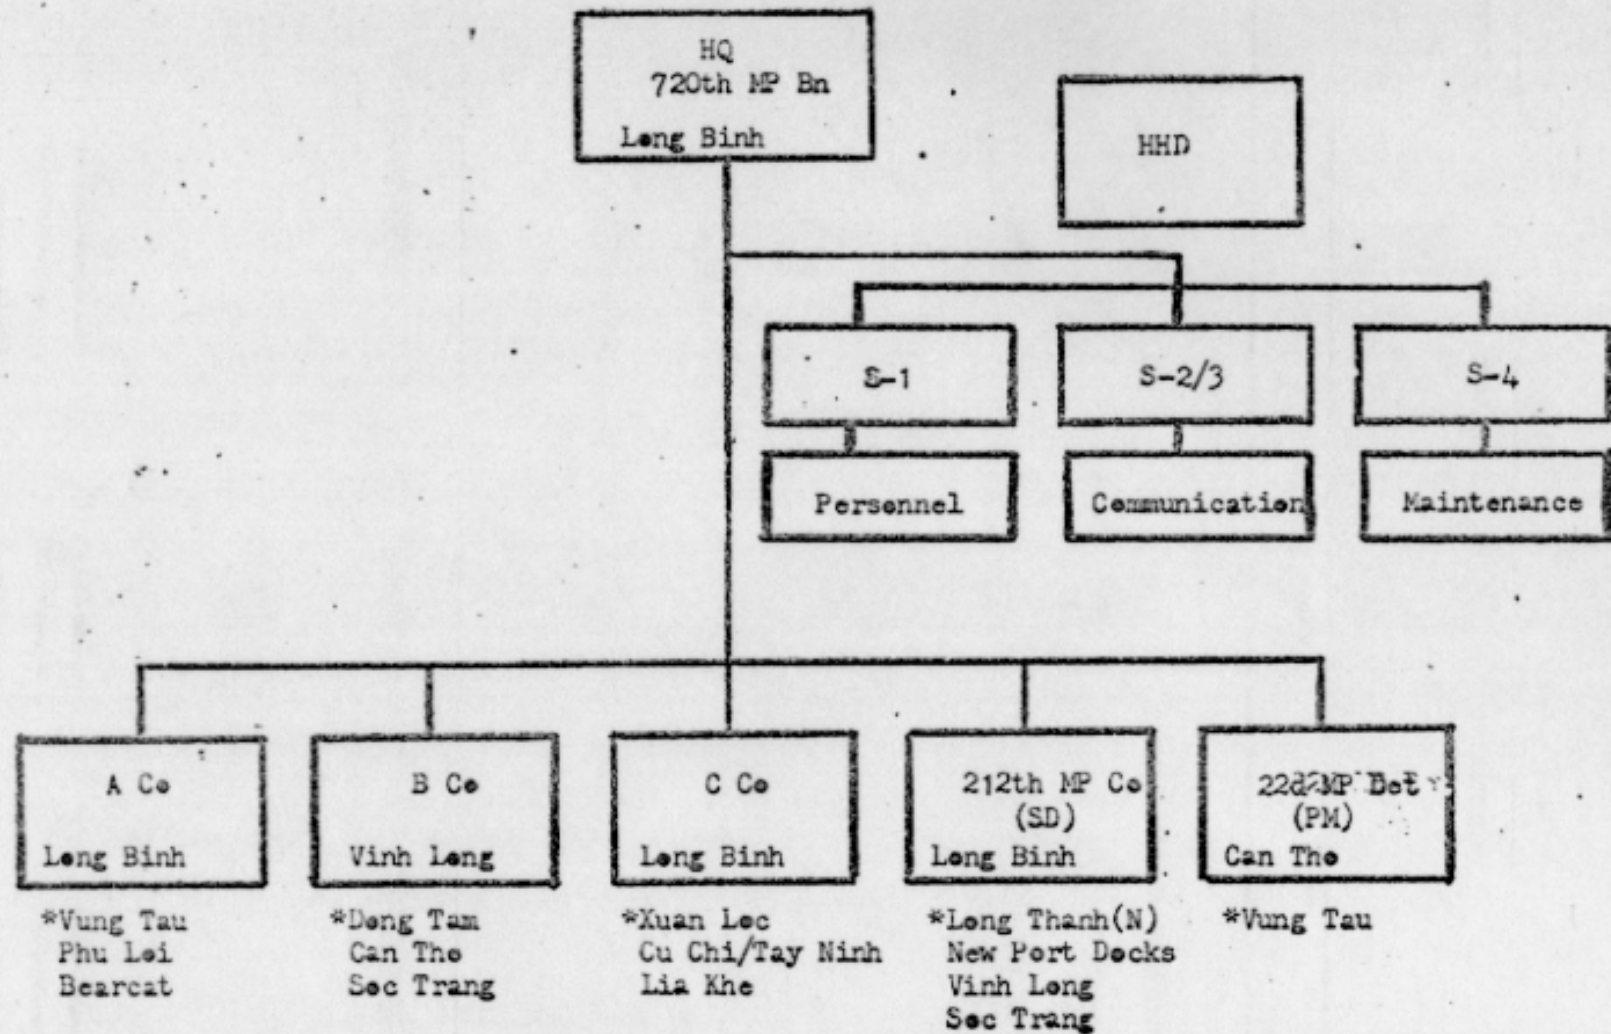 HQ
720th MP Bn
Long Binh
HHD
S-1
S-2/3
S-4
Personnel
Communication
Maintenance
A Co
Long Binh
B Co
Vinh Long
C Co
Long Binh
212th MP Co
(SD)
Long Binh
22d MP Det
(PM)
Can Tho
*Vung Tau
Phu Loi
Bearcat
*Dong Tam
Can Tho
Soc Trang
*Xuan Loc
Cu Chi/Tay Ninh
Lia Khe
*Long Thanh(N)
New Port Docks
Vinh Long
Soc Trang
*Vung Tau